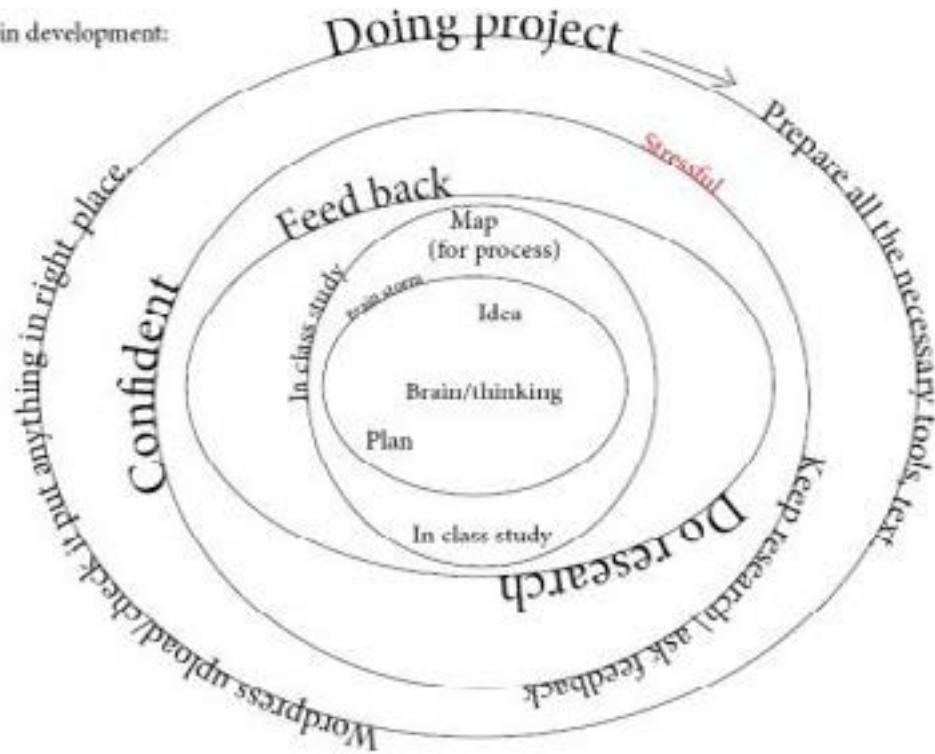 in development:
Doing project
Prepare all the necessary tools, text
Wordpress upload/check it put anything in right place.
Stressful
Keep research\ ask feedback
Confident
Feed back
Do research
Map
(for process)
In class study
In class study
Brain storm
Idea
Brain/thinking
Plan